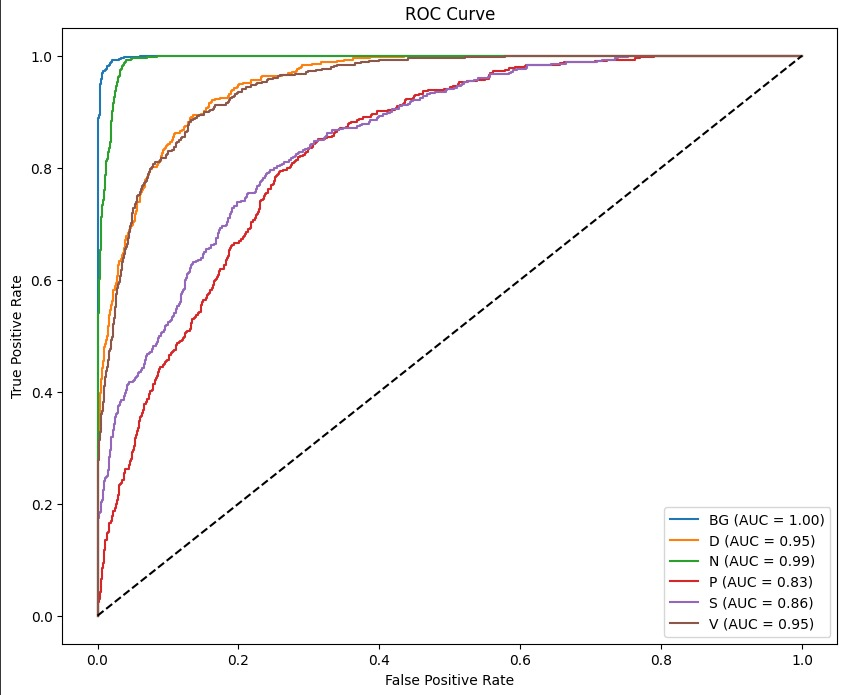 ROC Curve
True Positive Rate
1.0
0.8
0.6
0.4
0.2
0.0
BG (AUC = 1.00)
D (AUC = 0.95)
N (AUC = 0.99)
P (AUC = 0.83)
S (AUC = 0.86)
V (AUC = 0.95)
0.0 0.2 0.4 0.6 0.8 1.0
False Positive Rate